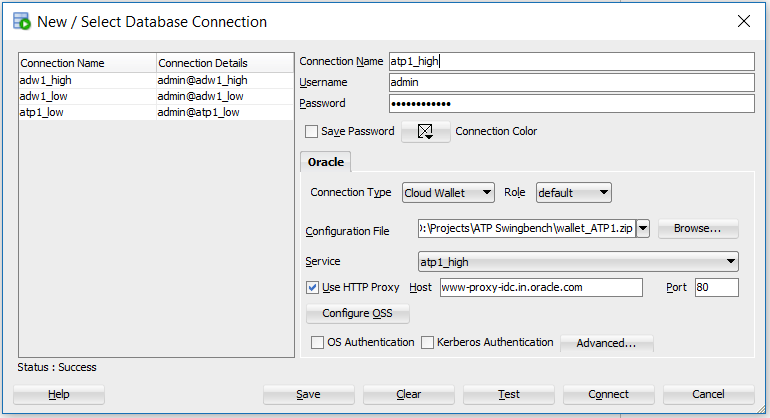 New / Select Database Connection
Connection Name Connection Details
adw1_high admin@adw1_high
adw1_low admin@adw1_low
atp1_low admin@atp1_low
Connection Name atp1_high
Username admin
Password ••••••••••••
Save Password Connection Color
Oracle
Connection Type Cloud Wallet Role default
Configuration File ):\Projects\ATP Swingbench\wallet_ATP1.zip Browse...
Service atp1_high
Use HTTP Proxy Host www-proxy-idc.in.oracle.com Port 80
Configure OSS
OS Authentication Kerberos Authentication Advanced...
Status : Success
Help Save Clear Test Connect Cancel